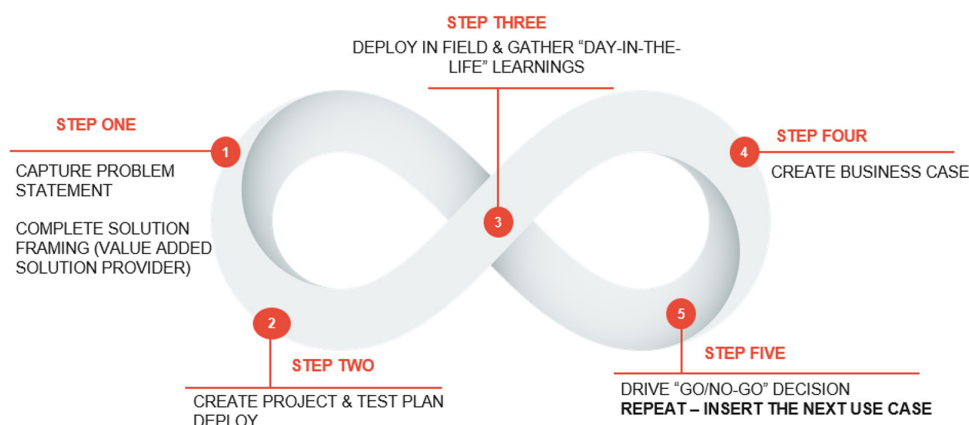 STEP THREE
DEPLOY IN FIELD & GATHER “DAY-IN-THE-
LIFE” LEARNINGS
STEP ONE
1
CAPTURE PROBLEM
STATEMENT
COMPLETE SOLUTION
FRAMING (VALUE ADDED
SOLUTION PROVIDER)
2
STEP TWO
CREATE PROJECT & TEST PLAN
DEPLOY
3
4
STEP FOUR
CREATE BUSINESS CASE
5
STEP FIVE
DRIVE “GO/NO-GO” DECISION
REPEAT – INSERT THE NEXT USE CASE